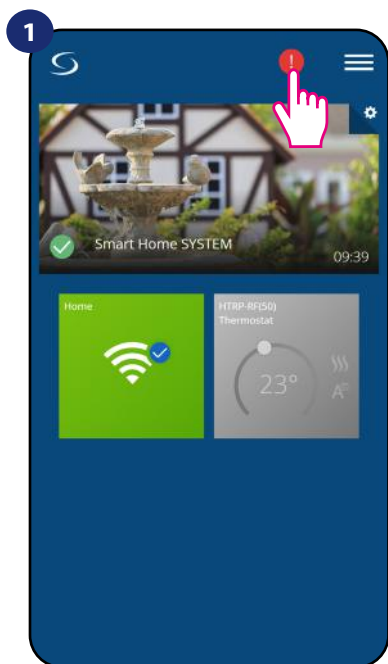 1
!
Smart Home SYSTEM
09:39
Home
HTRP-RF(50)
Thermostat
23°
A